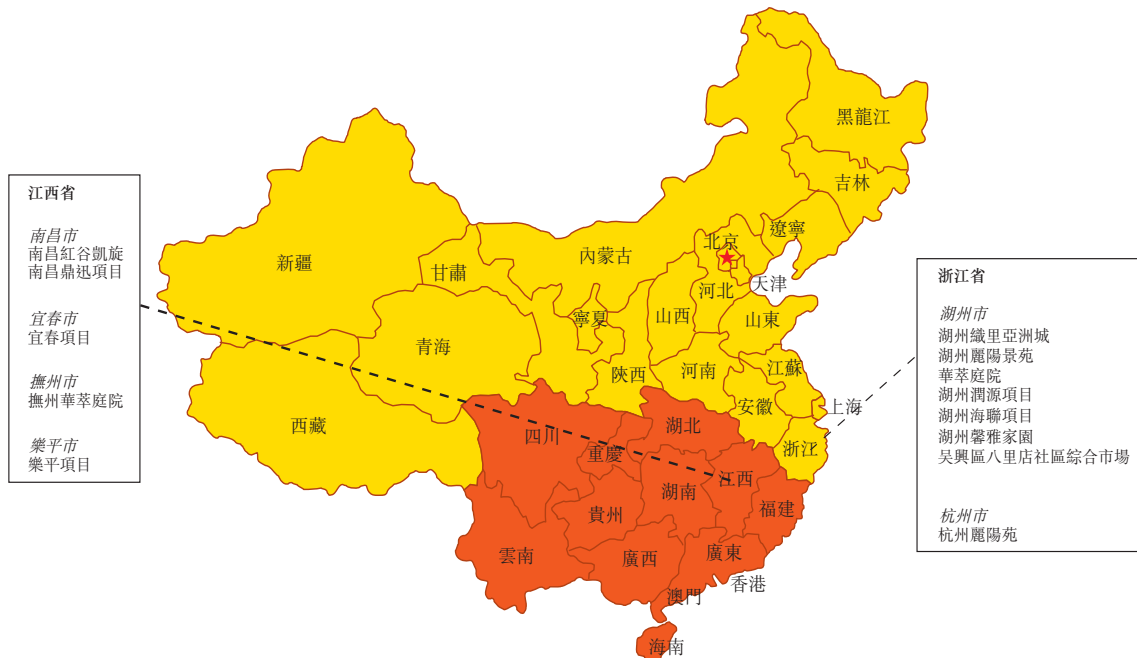 江西省
南昌市
南昌紅谷凱旋
南昌鼎迅項目
宜春市
宜春項目
撫州市
撫州華萃庭院
樂平市
樂平項目
黑龍江
吉林
遼寧
北京
內蒙古
新疆
甘肅
天津
河北
山西
寧夏
山東
青海
陝西
河南
江蘇
安徽
上海
西藏
四川
湖北
浙江
重慶
江西
湖南
貴州
福建
雲南
廣西
廣東
香港
澳門
海南
浙江省
湖州市
湖州織里亞洲城
湖州麗陽景苑
華萃庭院
湖州潤源項目
湖州海聯項目
湖州馨雅家園
吳興區八里店社區綜合市場
杭州市
杭州麗陽苑